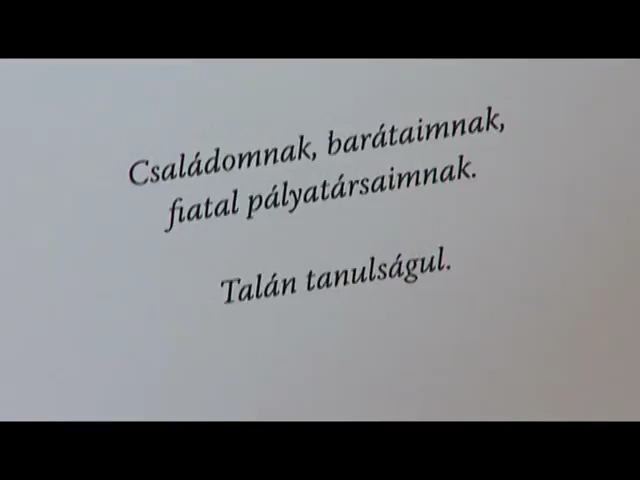 Családomnak, barátaimnak,
fiatal pályatársaimnak.
Talán tanulságul.